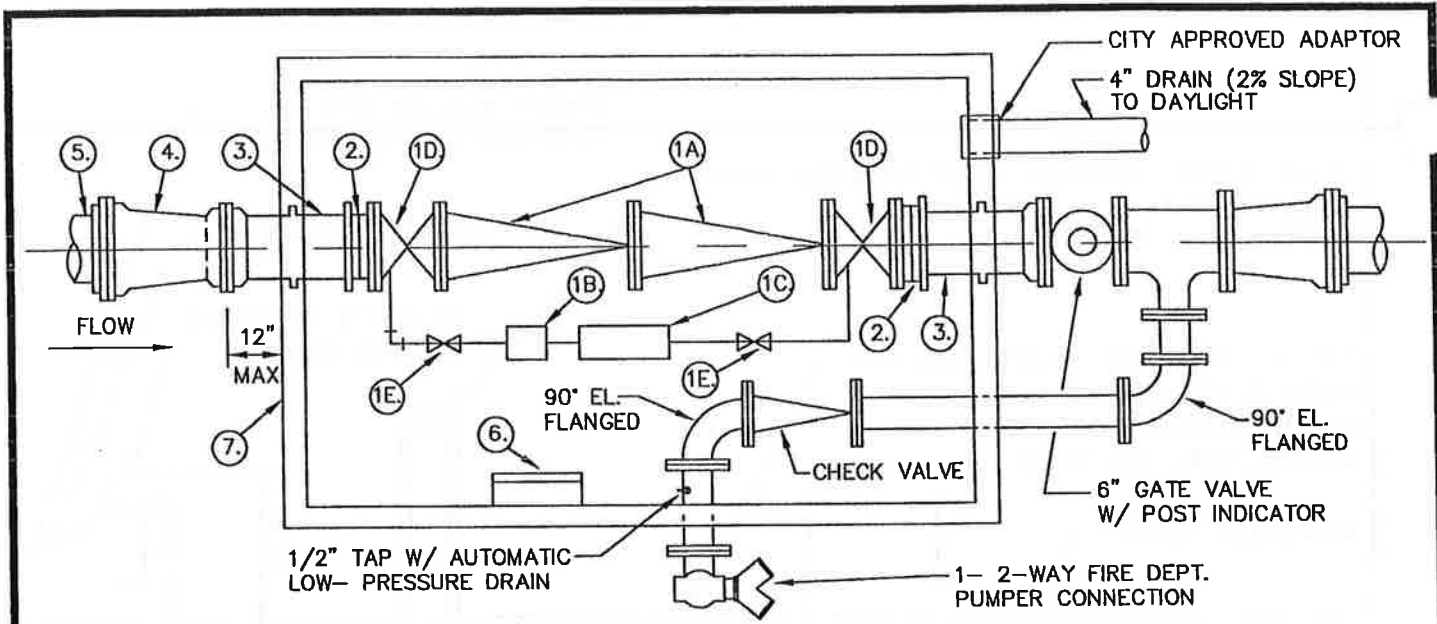 CITY APPROVED ADAPTOR
4" DRAIN (2% SLOPE)
TO DAYLIGHT
5.
4.
3.
2.
1D.
1A.
1D.
1B.
1C.
2.
3.
FLOW
12"
MAX
1E.
1E.
7.
90° EL.
FLANGED
6.
CHECK VALVE
90° EL.
FLANGED
6" GATE VALVE
W/ POST INDICATOR
1/2" TAP W/ AUTOMATIC
LOW- PRESSURE DRAIN
1- 2-WAY FIRE DEPT.
PUMPER CONNECTION